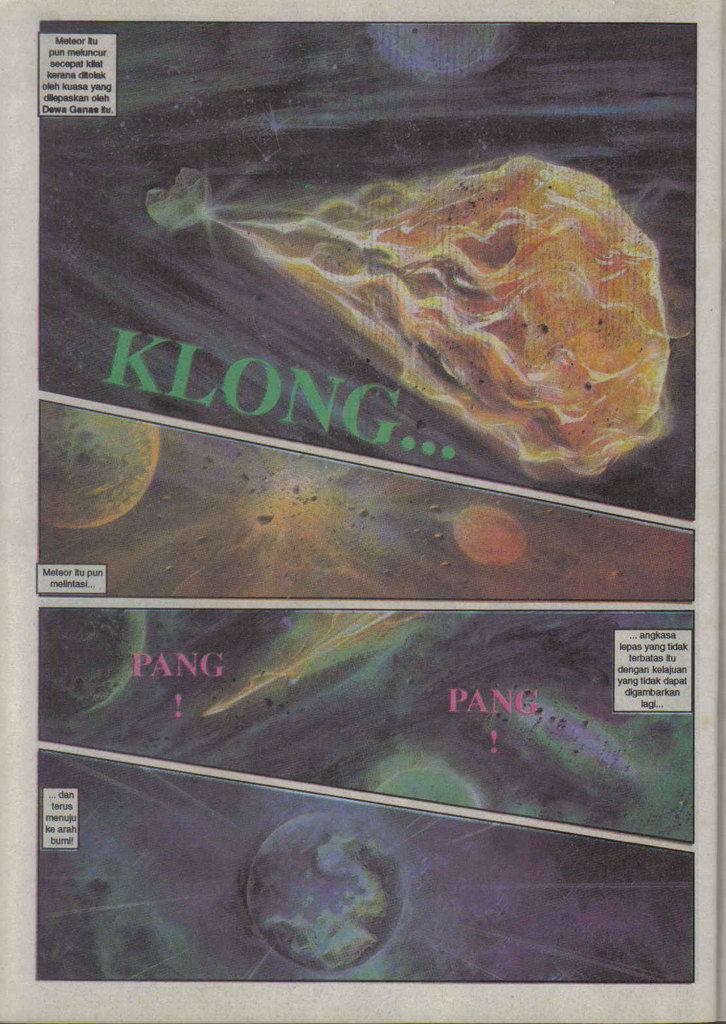 Meteor itu
pun meluncur
secepat kilat
kerana ditolak
oleh kuasa yang
dilepaskan oleh
Dewa Ganas itu.
KLONG...
Meteor itu pun
melintasi...
PANG
!
PANG
!
... angkasa
lepas yang tidak
terbatas itu
dengan kelajuan
yang tidak dapat
digambarkan
lagi...
... dan
terus
menuju
ke arah
bumi!